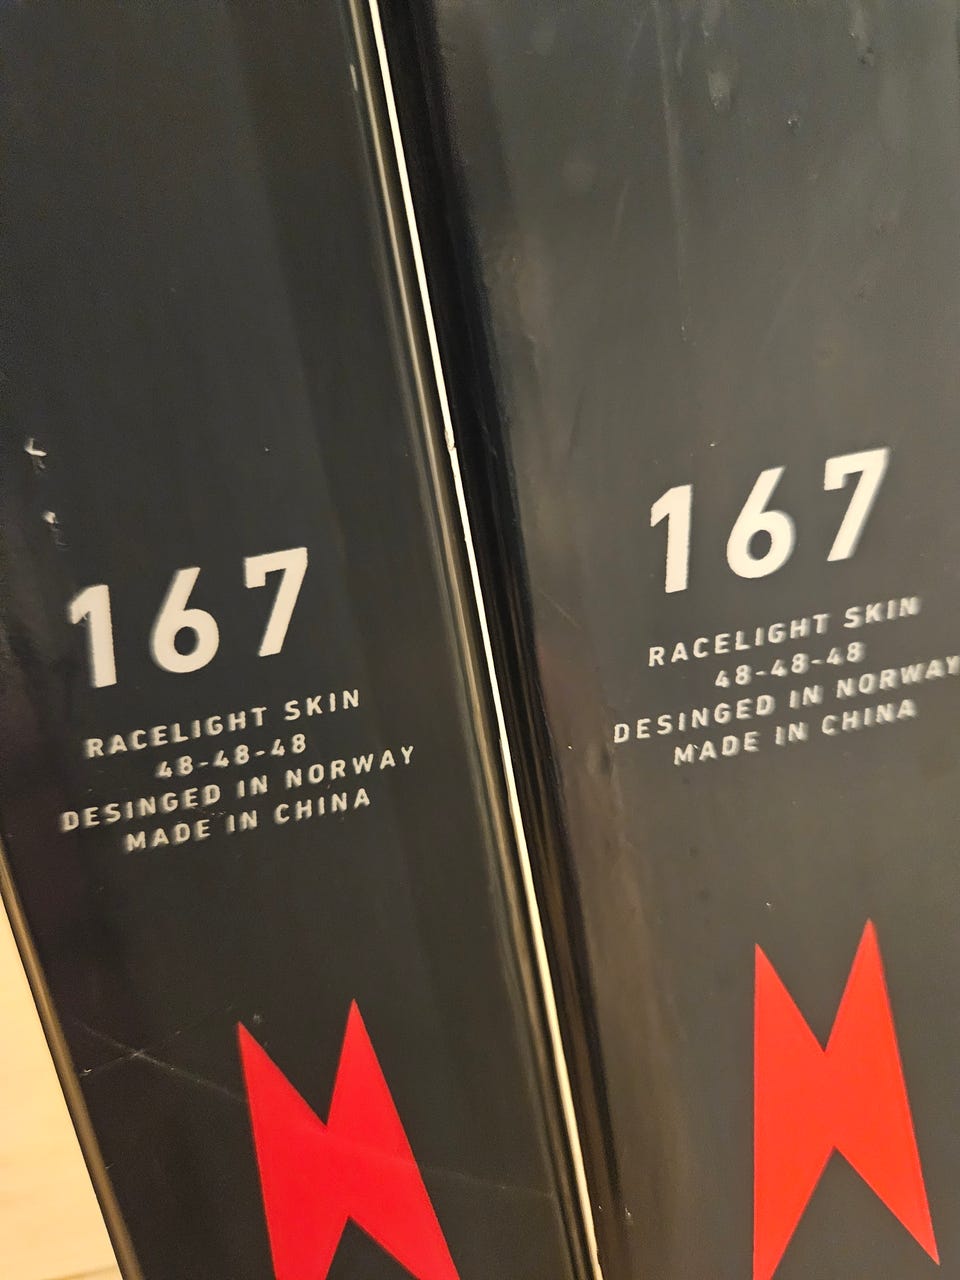 167
RACELIGHT SKIN
48-48-48
DESINGED IN NORWAY
MADE IN CHINA
167
RACELIGHT SKIN
48-48-48
DESINGED IN NORWAY
MADE IN CHINA